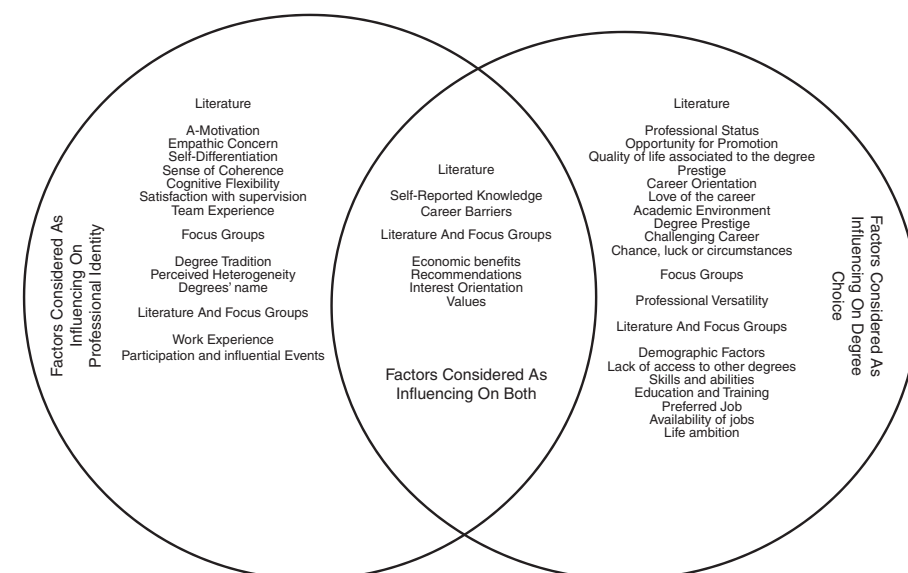 Factors Considered As
Influencing On
Professional Identity
Literature
A-Motivation
Empathic Concern
Self-Differentiation
Sense of Coherence
Cognitive Flexibility
Satisfaction with supervision
Team Experience
Focus Groups
Degree Tradition
Perceived Heterogeneity
Degrees' name
Literature And Focus Groups
Work Experience
Participation and influential Events
Literature
Self-Reported Knowledge
Career Barriers
Literature And Focus Groups
Economic benefits
Recommendations
Interest Orientation
Values
Factors Considered As
Influencing On Both
Literature
Professional Status
Opportunity for Promotion
Quality of life associated to the degree
Prestige
Career Orientation
Love of the career
Academic Environment
Degree Prestige
Challenging Career
Chance, luck or circumstances
Focus Groups
Professional Versatility
Literature And Focus Groups
Demographic Factors
Lack of access to other degrees
Skills and abilities
Education and Training
Preferred Job
Availability of jobs
Life ambition
Factors Considered As
Influencing On Degree
Choice